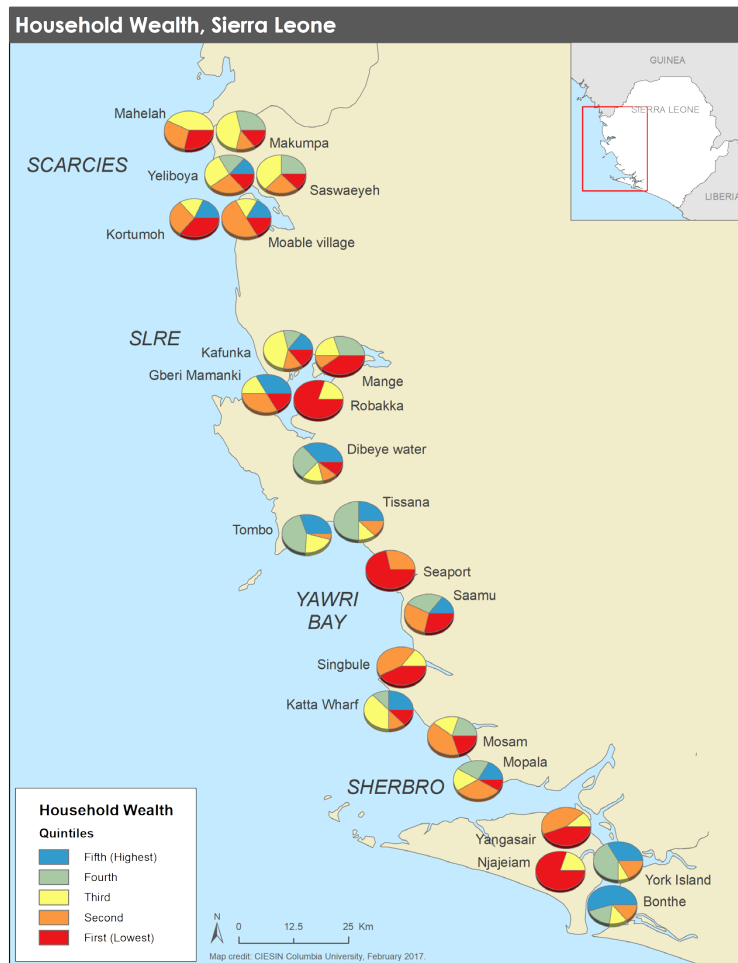 Household Wealth, Sierra Leone
GUINEA
SIERRA LEONE
LIBERIA
Mahelah
Makumpa
SCARCIES
Yeliboya
Saswaeyeh
Kortumoh
Moable village
SLRE
Kafunka
Gberi Mamanki
Mange
Robakka
Dibeye water
Tissana
Tombo
Seaport
YAWRI
BAY
Saamu
Singbule
Katta Wharf
Mosam
Mopala
SHERBRO
Yangasair
Njajeiam
York Island
Bonthe
Household Wealth
Quintiles
Fifth (Highest)
Fourth
Third
Second
First (Lowest)
N
0 12.5 25 Km
Map credit: CIESIN Columbia University, February 2017.